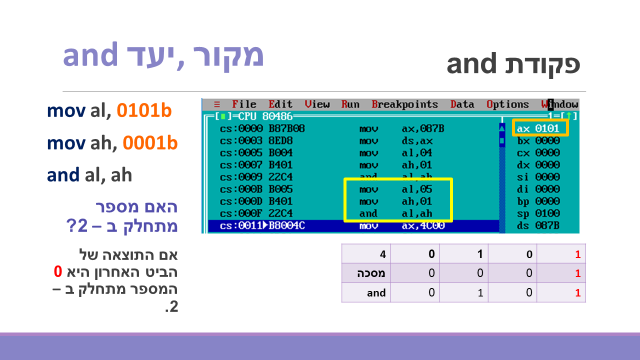 פקודת and
and יעד, מקור
mov al, 0101b
mov ah, 0001b
and al, ah
האם מספר
מתחלק ב – 2?
אם התוצאה של
הביט האחרון היא 0
המספר מתחלק ב –
2.
≡ File Edit View Run Breakpoints Data Options Window
[■]=CPU 80486 1=[↑]
cs:0000 B87B08 mov ax,087B ax 0101
cs:0003 8ED8 mov ds,ax bx 0000
cs:0005 B004 mov al,04 cx 0000
cs:0007 B401 mov ah,01 dx 0000
cs:0009 22C4 and al,ah si 0000
cs:000B B005 mov al,05 di 0000
cs:000D B401 mov ah,01 bp 0000
cs:000F 22C4 and al,ah sp 0100
cs:0011▶B8004C mov ax,4C00 ds 087B
4 0 1 0 1
מסכה 0 0 0 1
and 0 1 0 1